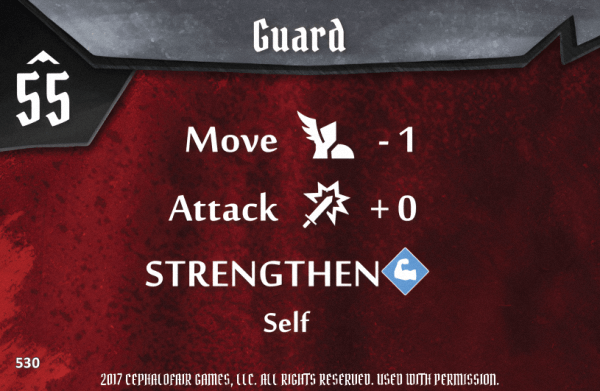 Guard
55
Move - 1
Attack + 0
STRENGTHEN
Self
530
2017 CEPHALOFAIR GAMES, LLC. ALL RIGHTS RESERVED. USED WITH PERMISSION.